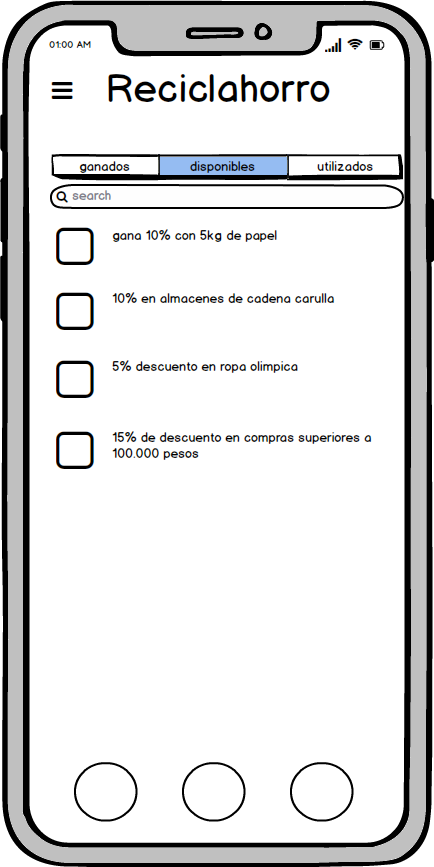 01:00 AM
Reciclahorro
ganados disponibles utilizados
search
gana 10% con 5kg de papel
10% en almacenes de cadena carulla
5% descuento en ropa olimpica
15% de descuento en compras superiores a
100.000 pesos